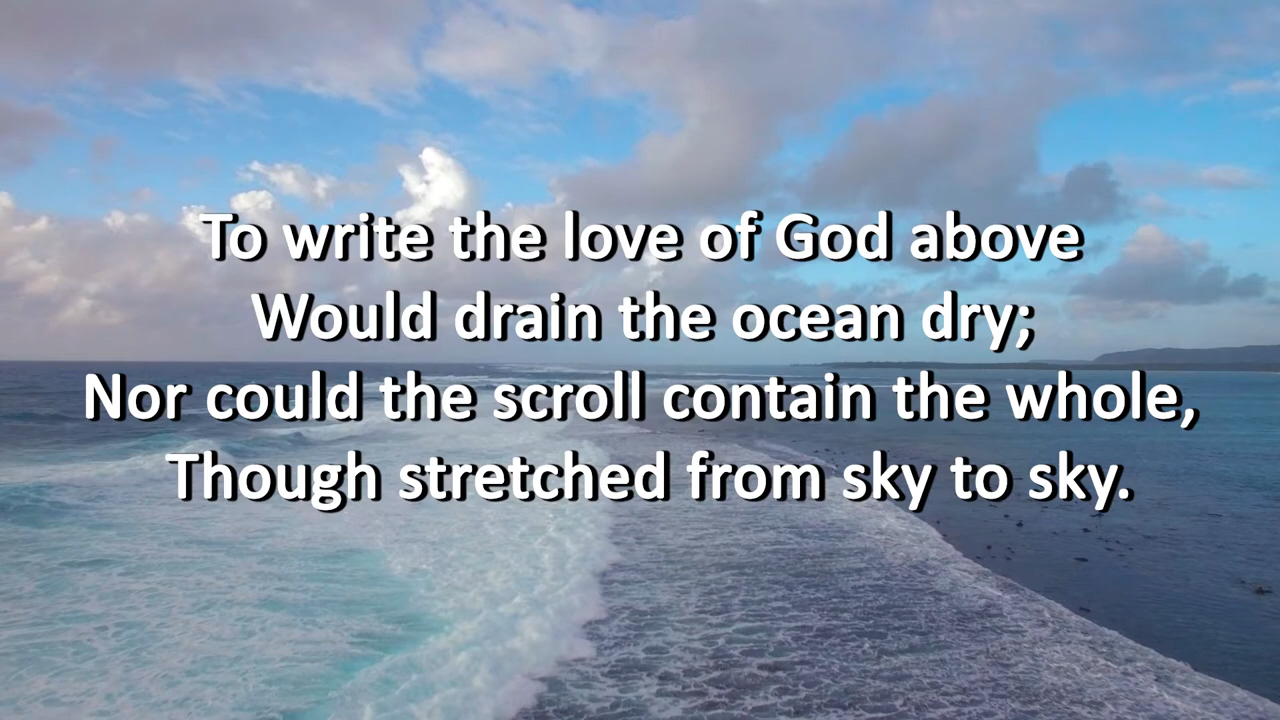 To write the love of God above
Would drain the ocean dry;
Nor could the scroll contain the whole,
Though stretched from sky to sky.